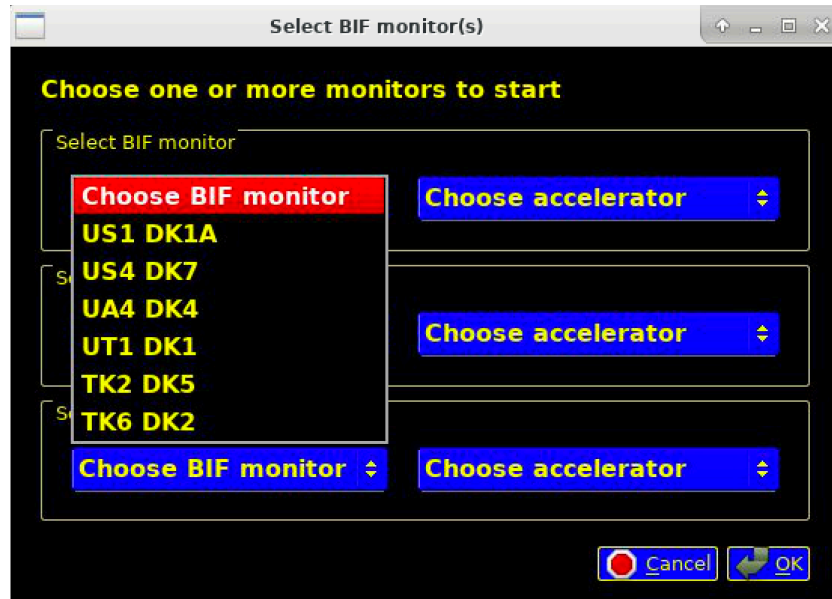 Select BIF monitor(s)
Choose one or more monitors to start
Select BIF monitor
Choose BIF monitor
US1 DK1A
US4 DK7
UA4 DK4
UT1 DK1
TK2 DK5
TK6 DK2
Choose accelerator
S
Choose accelerator
S
Choose BIF monitor
Choose accelerator
Cancel
OK